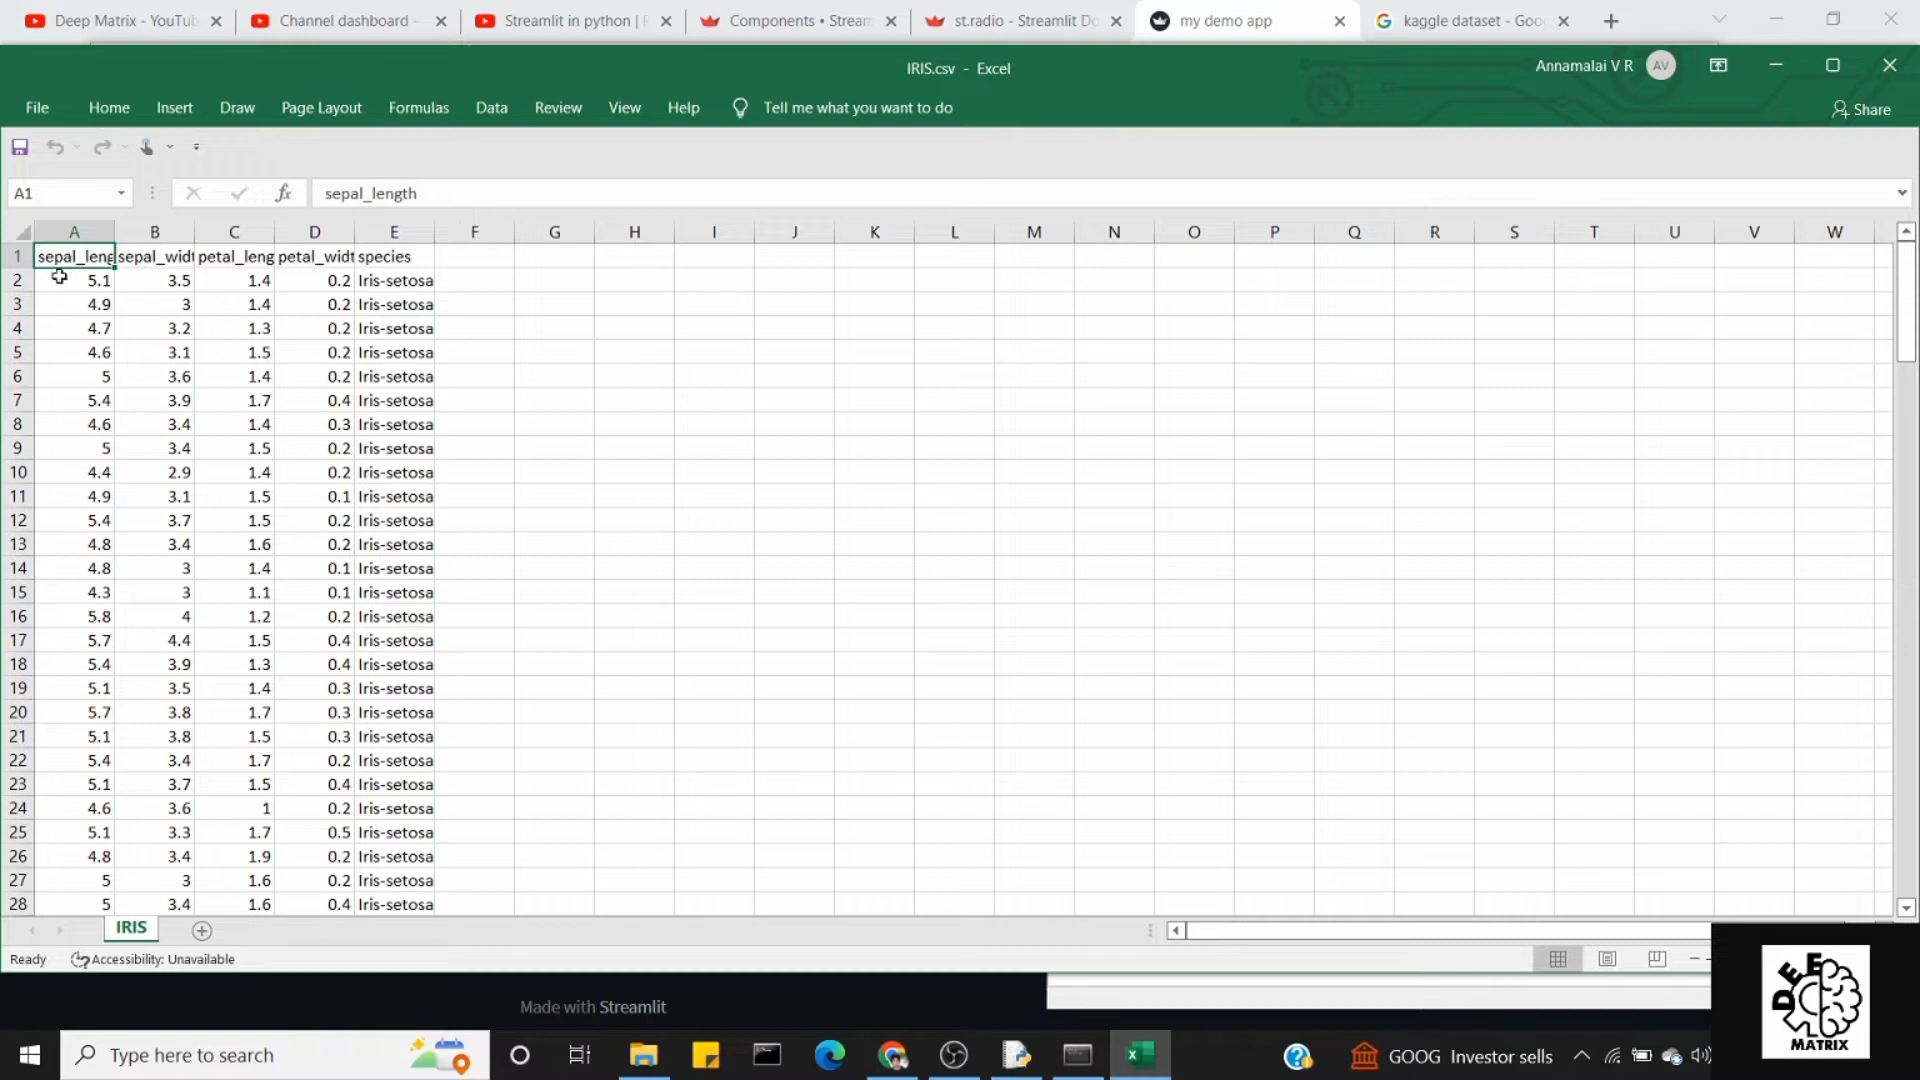 Deep Matrix - YouTub
Channel dashboard -
Streamlit in python |
Components • Stream
st.radio - Streamlit Do
my demo app
kaggle dataset - Goo
IRIS.csv - Excel
Annamalai V R
AV
File
Home
Insert
Draw
Page Layout
Formulas
Data
Review
View
Help
Tell me what you want to do
Share
A1
fx
sepal_length
A B C D E F G H I J K L M N O P Q R S T U V W
1 sepal_leng sepal_widt petal_leng petal_widt species
2 5.1 3.5 1.4 0.2 Iris-setosa
3 4.9 3 1.4 0.2 Iris-setosa
4 4.7 3.2 1.3 0.2 Iris-setosa
5 4.6 3.1 1.5 0.2 Iris-setosa
6 5 3.6 1.4 0.2 Iris-setosa
7 5.4 3.9 1.7 0.4 Iris-setosa
8 4.6 3.4 1.4 0.3 Iris-setosa
9 5 3.4 1.5 0.2 Iris-setosa
10 4.4 2.9 1.4 0.2 Iris-setosa
11 4.9 3.1 1.5 0.1 Iris-setosa
12 5.4 3.7 1.5 0.2 Iris-setosa
13 4.8 3.4 1.6 0.2 Iris-setosa
14 4.8 3 1.4 0.1 Iris-setosa
15 4.3 3 1.1 0.1 Iris-setosa
16 5.8 4 1.2 0.2 Iris-setosa
17 5.7 4.4 1.5 0.4 Iris-setosa
18 5.4 3.9 1.3 0.4 Iris-setosa
19 5.1 3.5 1.4 0.3 Iris-setosa
20 5.7 3.8 1.7 0.3 Iris-setosa
21 5.1 3.8 1.5 0.3 Iris-setosa
22 5.4 3.4 1.7 0.2 Iris-setosa
23 5.1 3.7 1.5 0.4 Iris-setosa
24 4.6 3.6 1 0.2 Iris-setosa
25 5.1 3.3 1.7 0.5 Iris-setosa
26 4.8 3.4 1.9 0.2 Iris-setosa
27 5 3 1.6 0.2 Iris-setosa
28 5 3.4 1.6 0.4 Iris-setosa
IRIS
Ready
Accessibility: Unavailable
Made with Streamlit
DEE
MATRIX
Type here to search
GOOG Investor sells